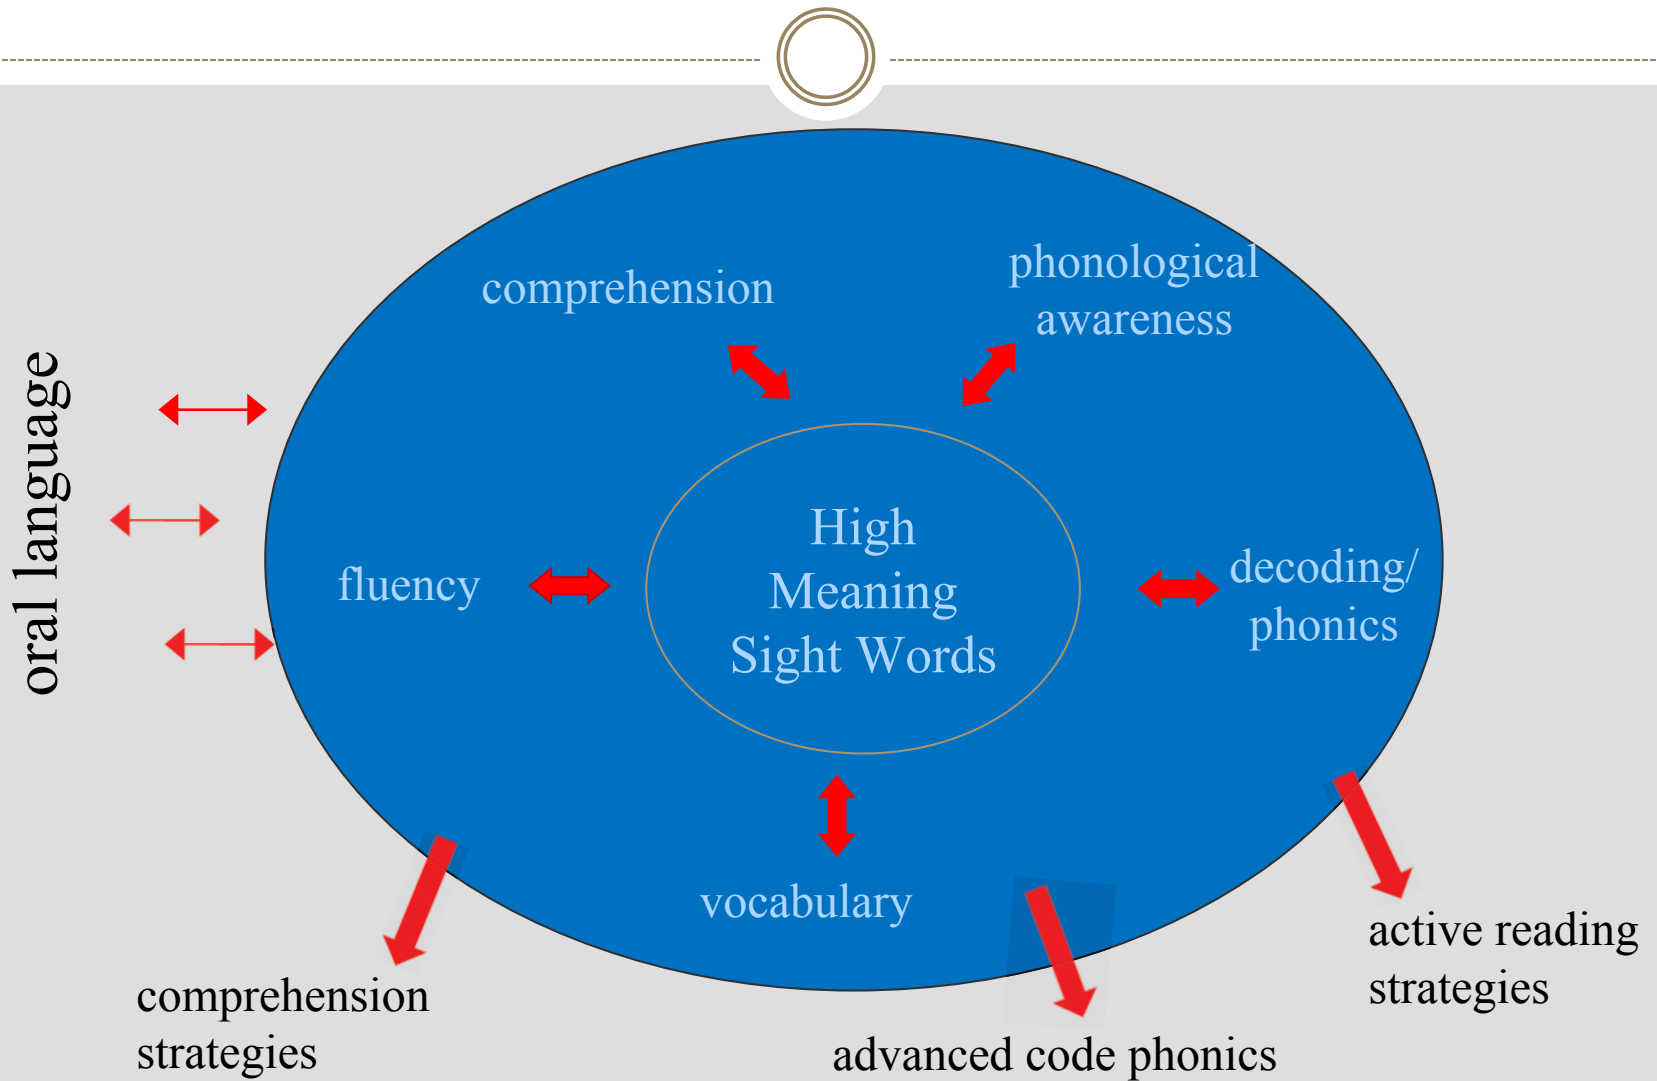 comprehension
phonological
awareness
oral language
fluency
High
Meaning
Sight Words
decoding/
phonics
vocabulary
comprehension
strategies
advanced code phonics
active reading
strategies